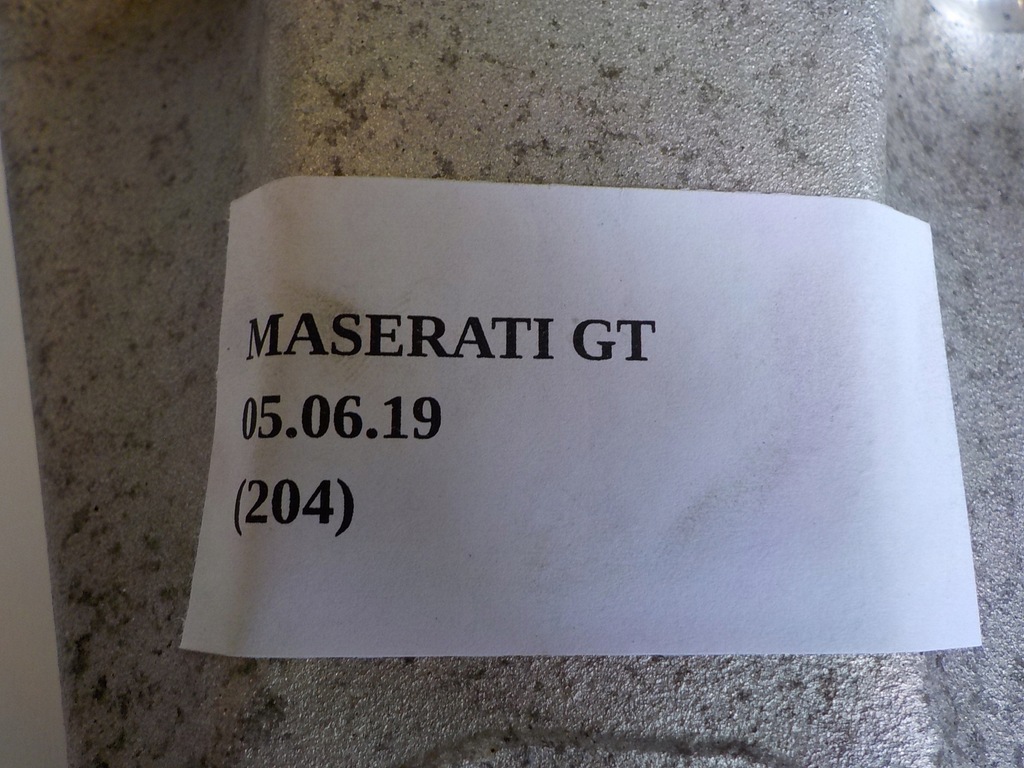 MASERATI GT
05.06.19
(204)